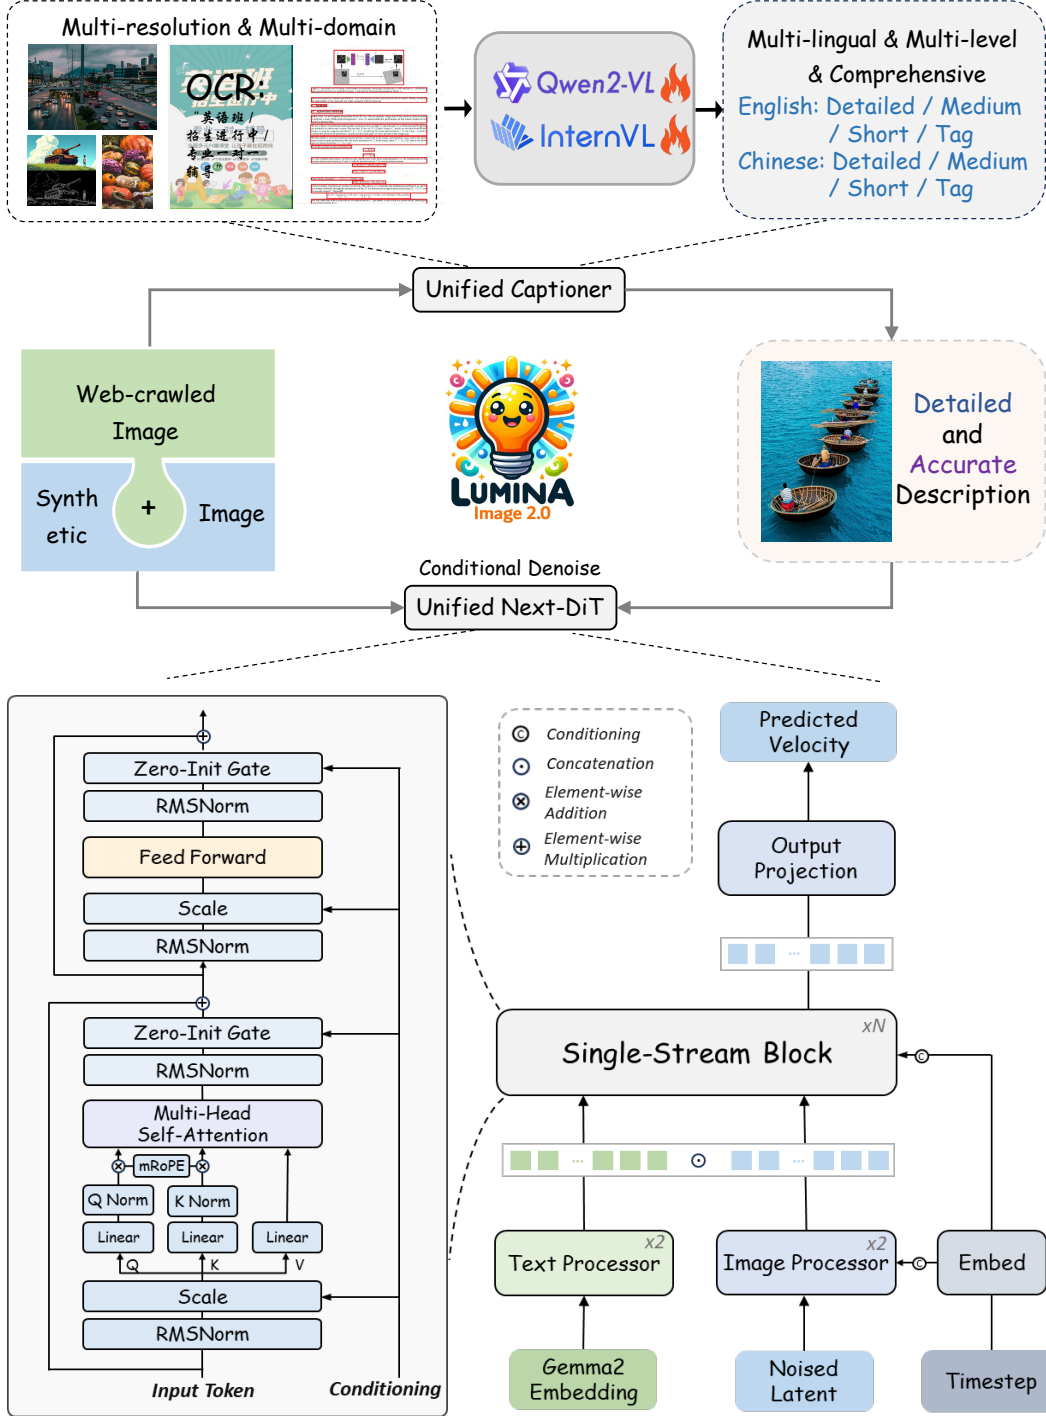 Multi-resolution & Multi-domain
OCR:
“英语班/
招生进行中/
专业一对一
辅导
Qwen2-VL
InternVL
Multi-lingual & Multi-level
& Comprehensive
English: Detailed / Medium
/ Short / Tag
Chinese: Detailed / Medium
/ Short / Tag
Unified Captioner
Web-crawled
Image
Synth
etic
+
Image
LUMINA
Image 2.0
Detailed
and
Accurate
Description
Conditional Denoise
Unified Next-DiT
Zero-Init Gate
RMSNorm
Feed Forward
Scale
RMSNorm
Zero-Init Gate
RMSNorm
Multi-Head
Self-Attention
mRoPE
Q Norm
K Norm
Linear
Linear
Linear
Q
K
V
Scale
RMSNorm
Input Token
Conditioning
C
Conditioning
Concatenation
Element-wise
Addition
Element-wise
Multiplication
Predicted
Velocity
Output
Projection
...
xN
Single-Stream Block
C
...
...
x2
Text Processor
x2
Image Processor
C
Embed
Gemma2
Embedding
Noised
Latent
Timestep